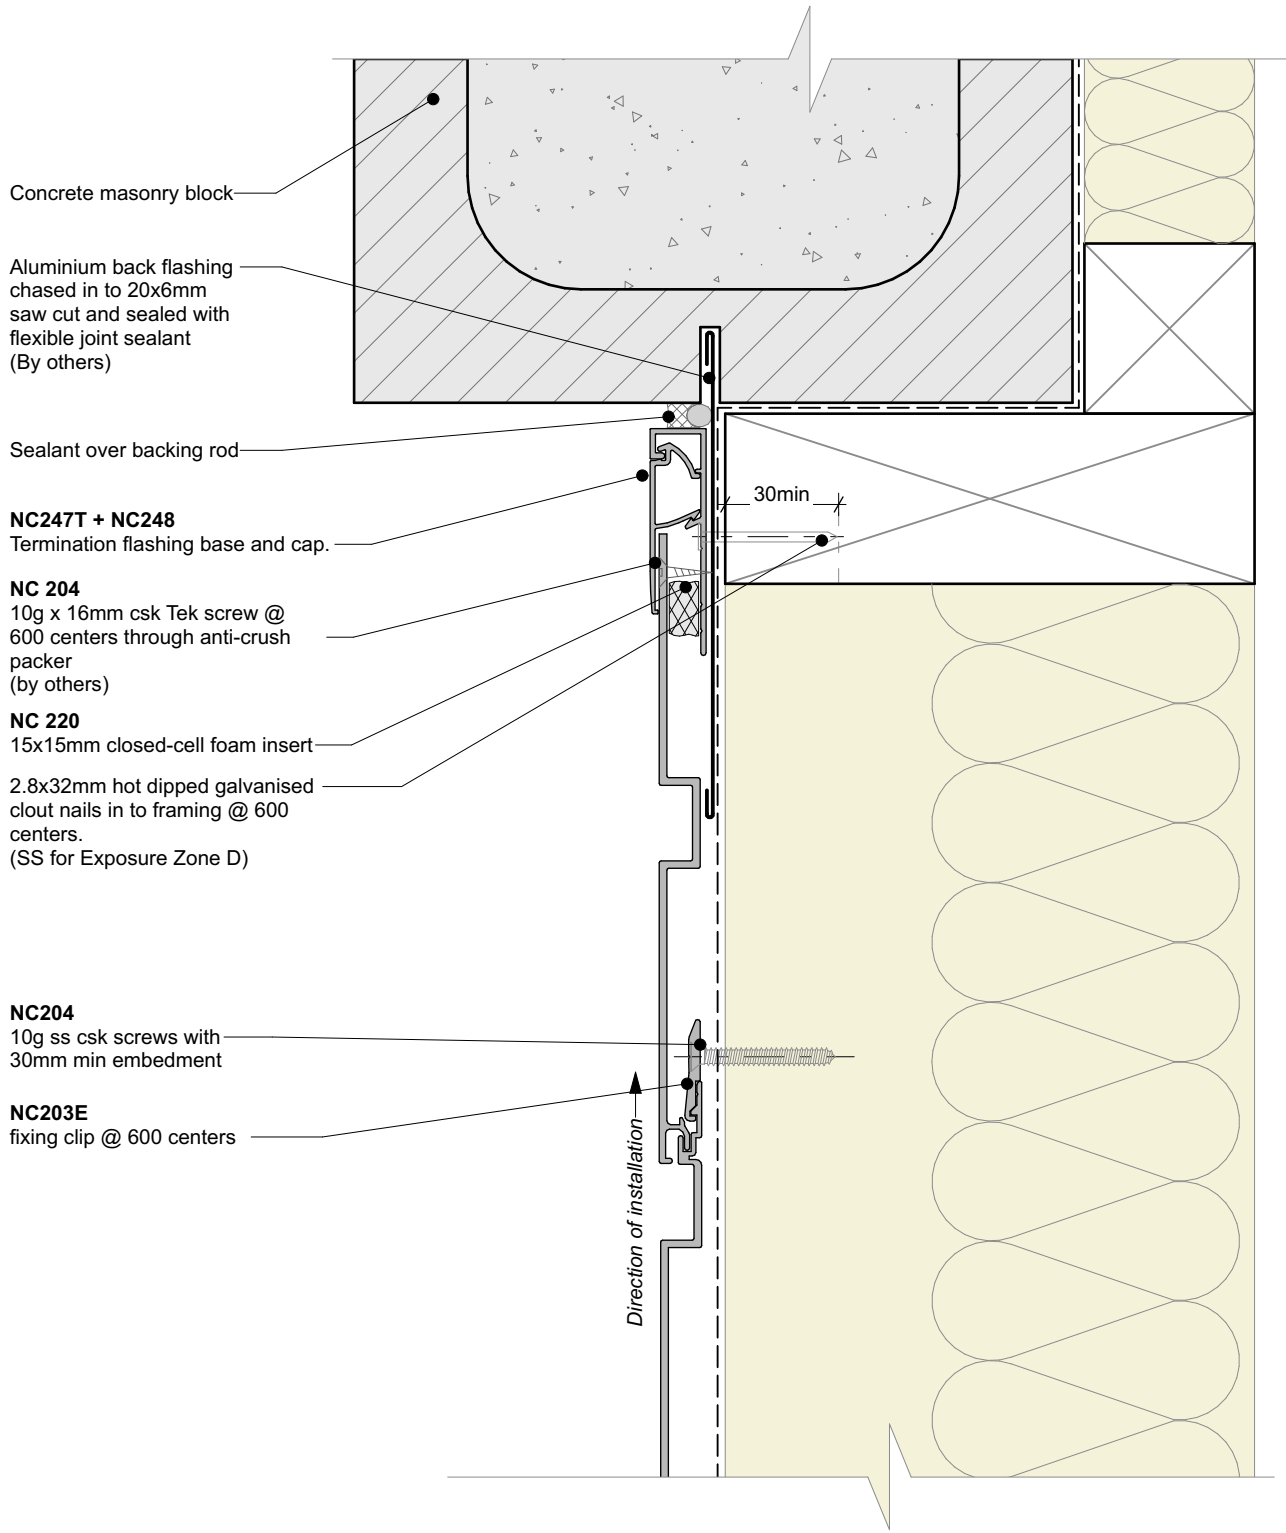 Concrete masonry block
Aluminium back flashing
chased in to 20x6mm
saw cut and sealed with
flexible joint sealant
(By others)
Sealant over backing rod
30min
NC247T + NC248
Termination flashing base and cap.
NC 204
10g x 16mm csk Tek screw @
600 centers through anti-crush
packer
(by others)
NC 220
15x15mm closed-cell foam insert
2.8x32mm hot dipped galvanised
clout nails in to framing @ 600
centers.
(SS for Exposure Zone D)
NC204
10g ss csk screws with
30mm min embedment
NC203E
fixing clip @ 600 centers
Direction of installation